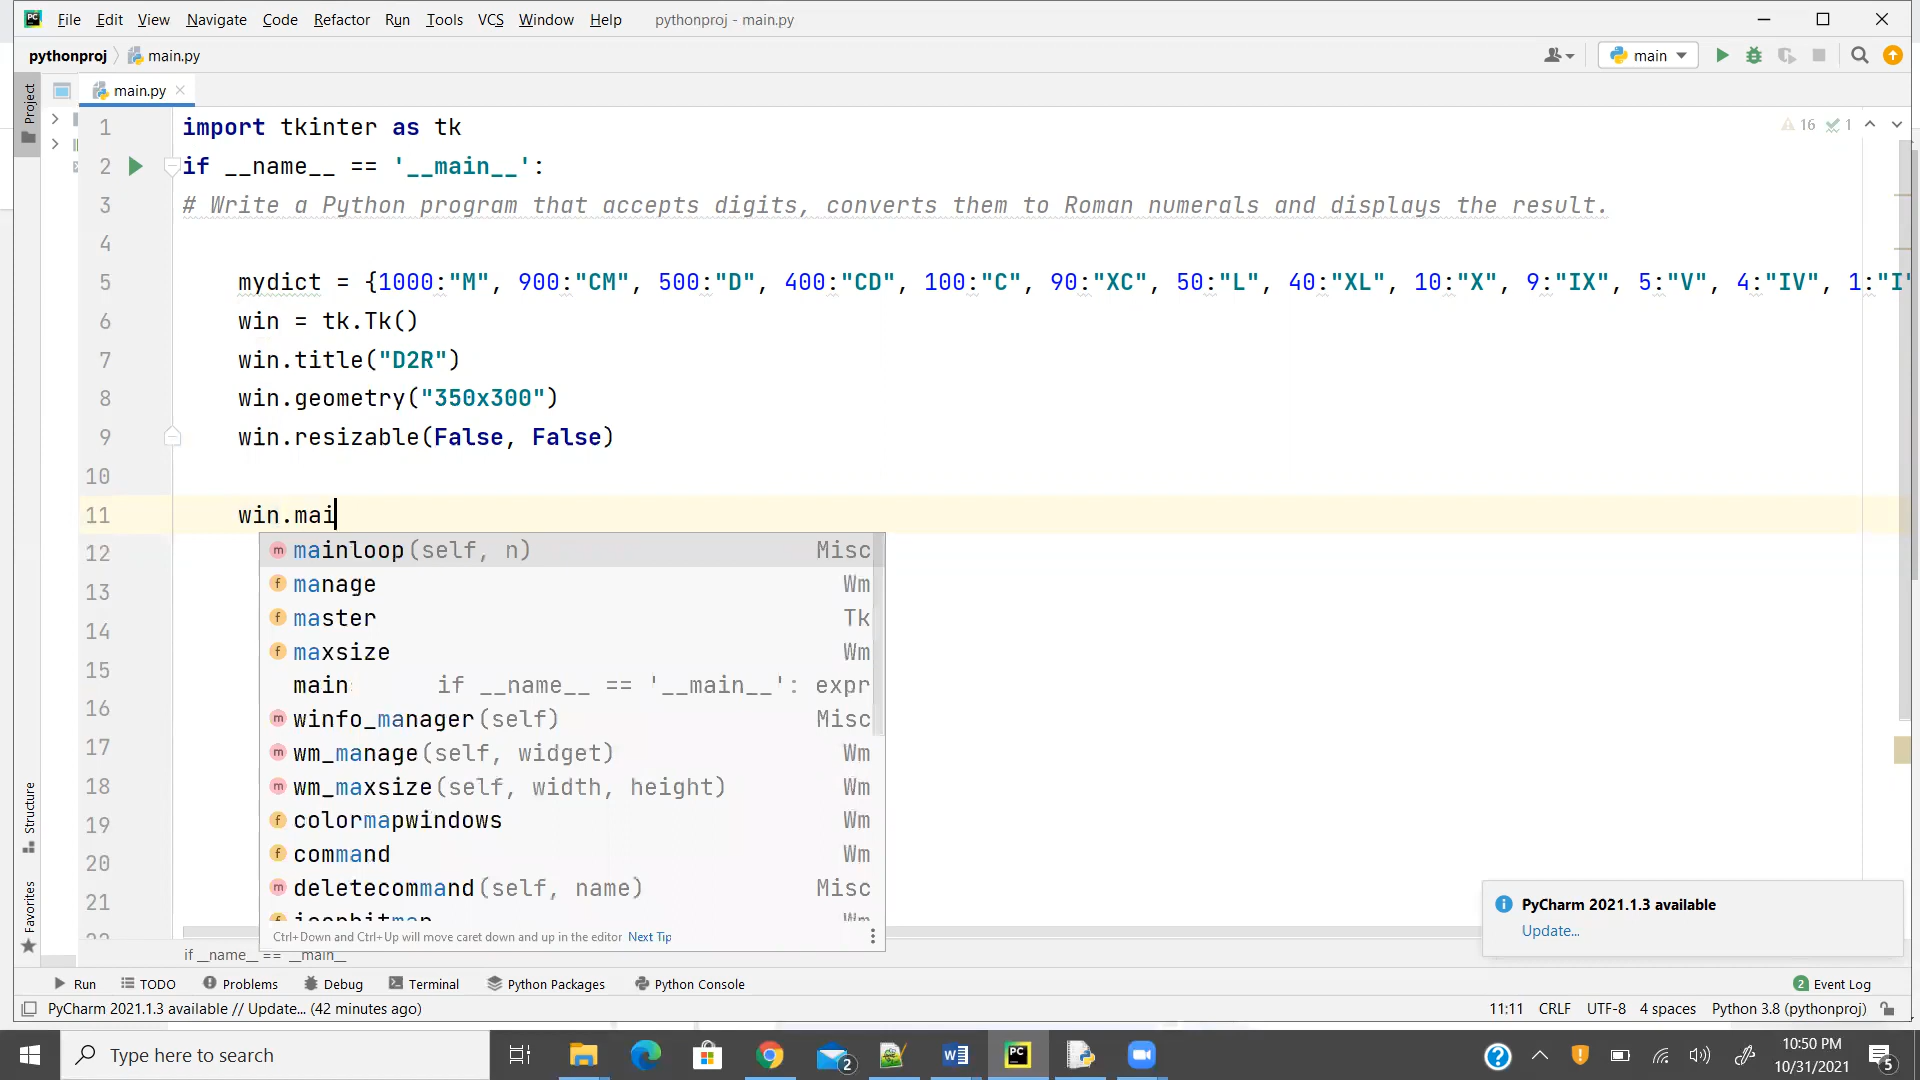 File Edit View Navigate Code Refactor Run Tools VCS Window Help pythonproj - main.py
pythonproj main.py main
Project main.py
1 import tkinter as tk 16 1
2 if __name__ == '__main__':
3 # Write a Python program that accepts digits, converts them to Roman numerals and displays the result.
4
5 mydict = {1000:"M", 900:"CM", 500:"D", 400:"CD", 100:"C", 90:"XC", 50:"L", 40:"XL", 10:"X", 9:"IX", 5:"V", 4:"IV", 1:"I"
6 win = tk.Tk()
7 win.title("D2R")
8 win.geometry("350x300")
9 win.resizable(False, False)
10
11 win.mai
12 mainloop(self, n) Misc
13 manage Wm
14 master Tk
15 maxsize Wm
main if __name__ == '__main__': expr
16 winfo_manager(self) Misc
17 wm_manage(self, widget) Wm
18 wm_maxsize(self, width, height) Wm
19 colormapwindows Wm
20 command Wm
21 deletecommand(self, name) Misc
Ctrl+Down and Ctrl+Up will move caret down and up in the editor Next Tip
Structure
Favorites
PyCharm 2021.1.3 available
Update...
if __name__ == '__main__'
Run TODO Problems Debug Terminal Python Packages Python Console 2 Event Log
PyCharm 2021.1.3 available // Update... (42 minutes ago) 11:11 CRLF UTF-8 4 spaces Python 3.8 (pythonproj)
Type here to search 2 10:50 PM
10/31/2021 5